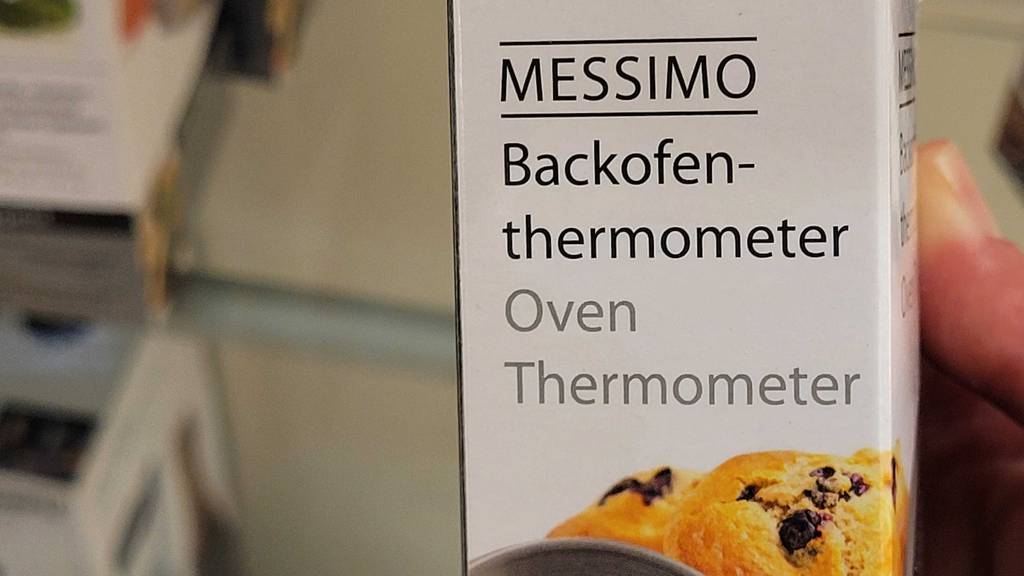 MESSIMO
Backofen-
thermometer
Oven
Thermometer